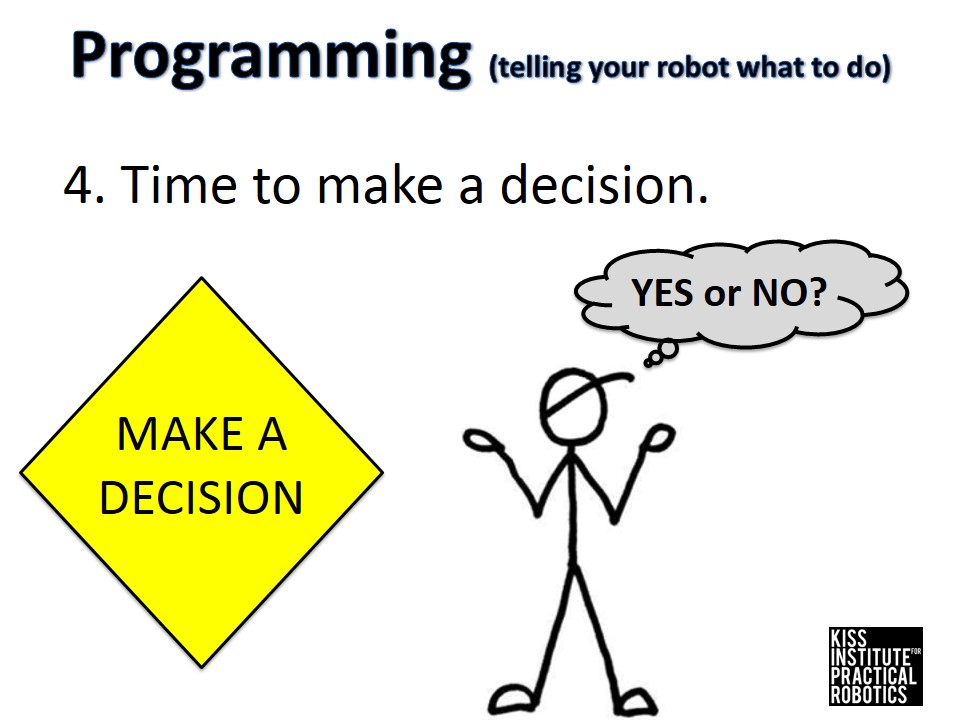 Programming (telling your robot what to do)
4. Time to make a decision.
YES or NO?
MAKE A
DECISION
KISS
INSTITUTE FOR
PRACTICAL
ROBOTICS